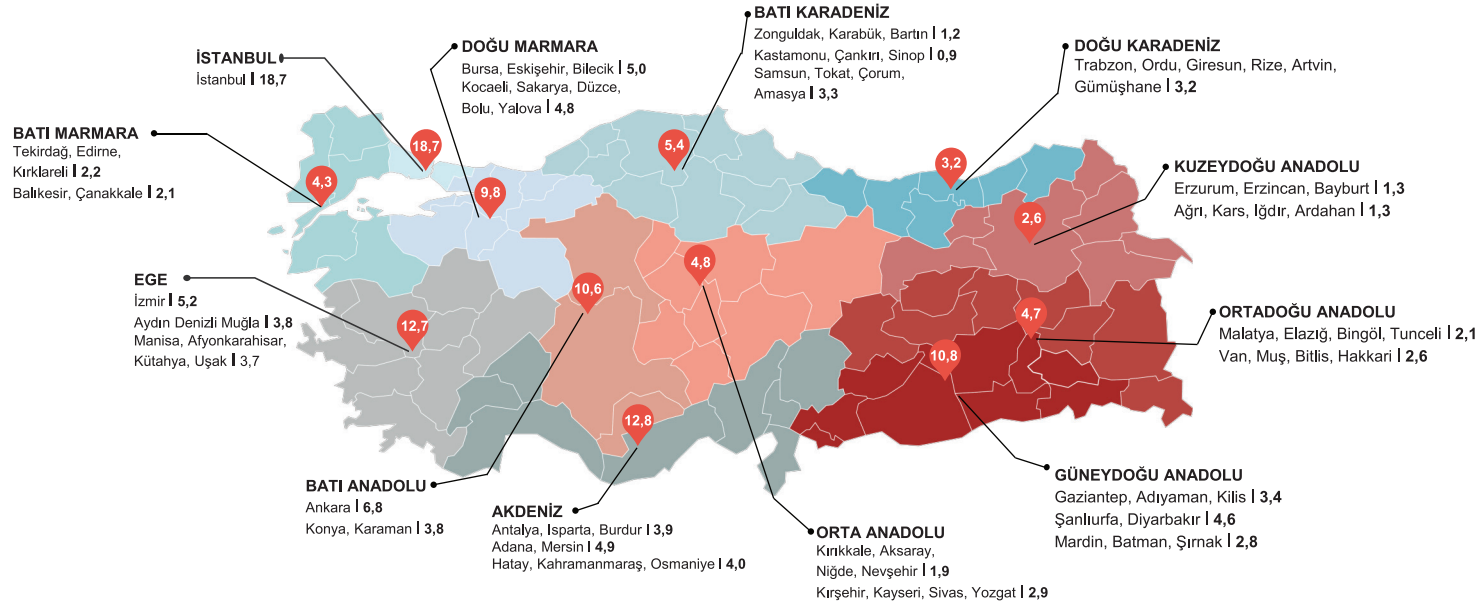 İSTANBUL
İstanbul | 18,7
DOĞU MARMARA
Bursa, Eskişehir, Bilecik | 5,0
Kocaeli, Sakarya, Düzce,
Bolu, Yalova | 4,8
BATI KARADENİZ
Zonguldak, Karabük, Bartın | 1,2
Kastamonu, Çankırı, Sinop | 0,9
Samsun, Tokat, Çorum,
Amasya | 3,3
DOĞU KARADENİZ
Trabzon, Ordu, Giresun, Rize, Artvin,
Gümüşhane | 3,2
BATI MARMARA
Tekirdağ, Edirne,
Kırklareli | 2,2
Balıkesir, Çanakkale | 2,1
KUZEYDOĞU ANADOLU
Erzurum, Erzincan, Bayburt | 1,3
Ağrı, Kars, Iğdır, Ardahan | 1,3
EGE
İzmir | 5,2
Aydın Denizli Muğla | 3,8
Manisa, Afyonkarahisar,
Kütahya, Uşak | 3,7
ORTADOĞU ANADOLU
Malatya, Elazığ, Bingöl, Tunceli | 2,1
Van, Muş, Bitlis, Hakkari | 2,6
18,7
5,4
3,2
4,3
9,8
2,6
4,8
10,6
12,7
4,7
10,8
12,8
BATI ANADOLU
Ankara | 6,8
Konya, Karaman | 3,8
AKDENİZ
Antalya, Isparta, Burdur | 3,9
Adana, Mersin | 4,9
Hatay, Kahramanmaraş, Osmaniye | 4,0
ORTA ANADOLU
Kırıkkale, Aksaray,
Niğde, Nevşehir | 1,9
Kırşehir, Kayseri, Sivas, Yozgat | 2,9
GÜNEYDOĞU ANADOLU
Gaziantep, Adıyaman, Kilis | 3,4
Şanlıurfa, Diyarbakır | 4,6
Mardin, Batman, Şırnak | 2,8